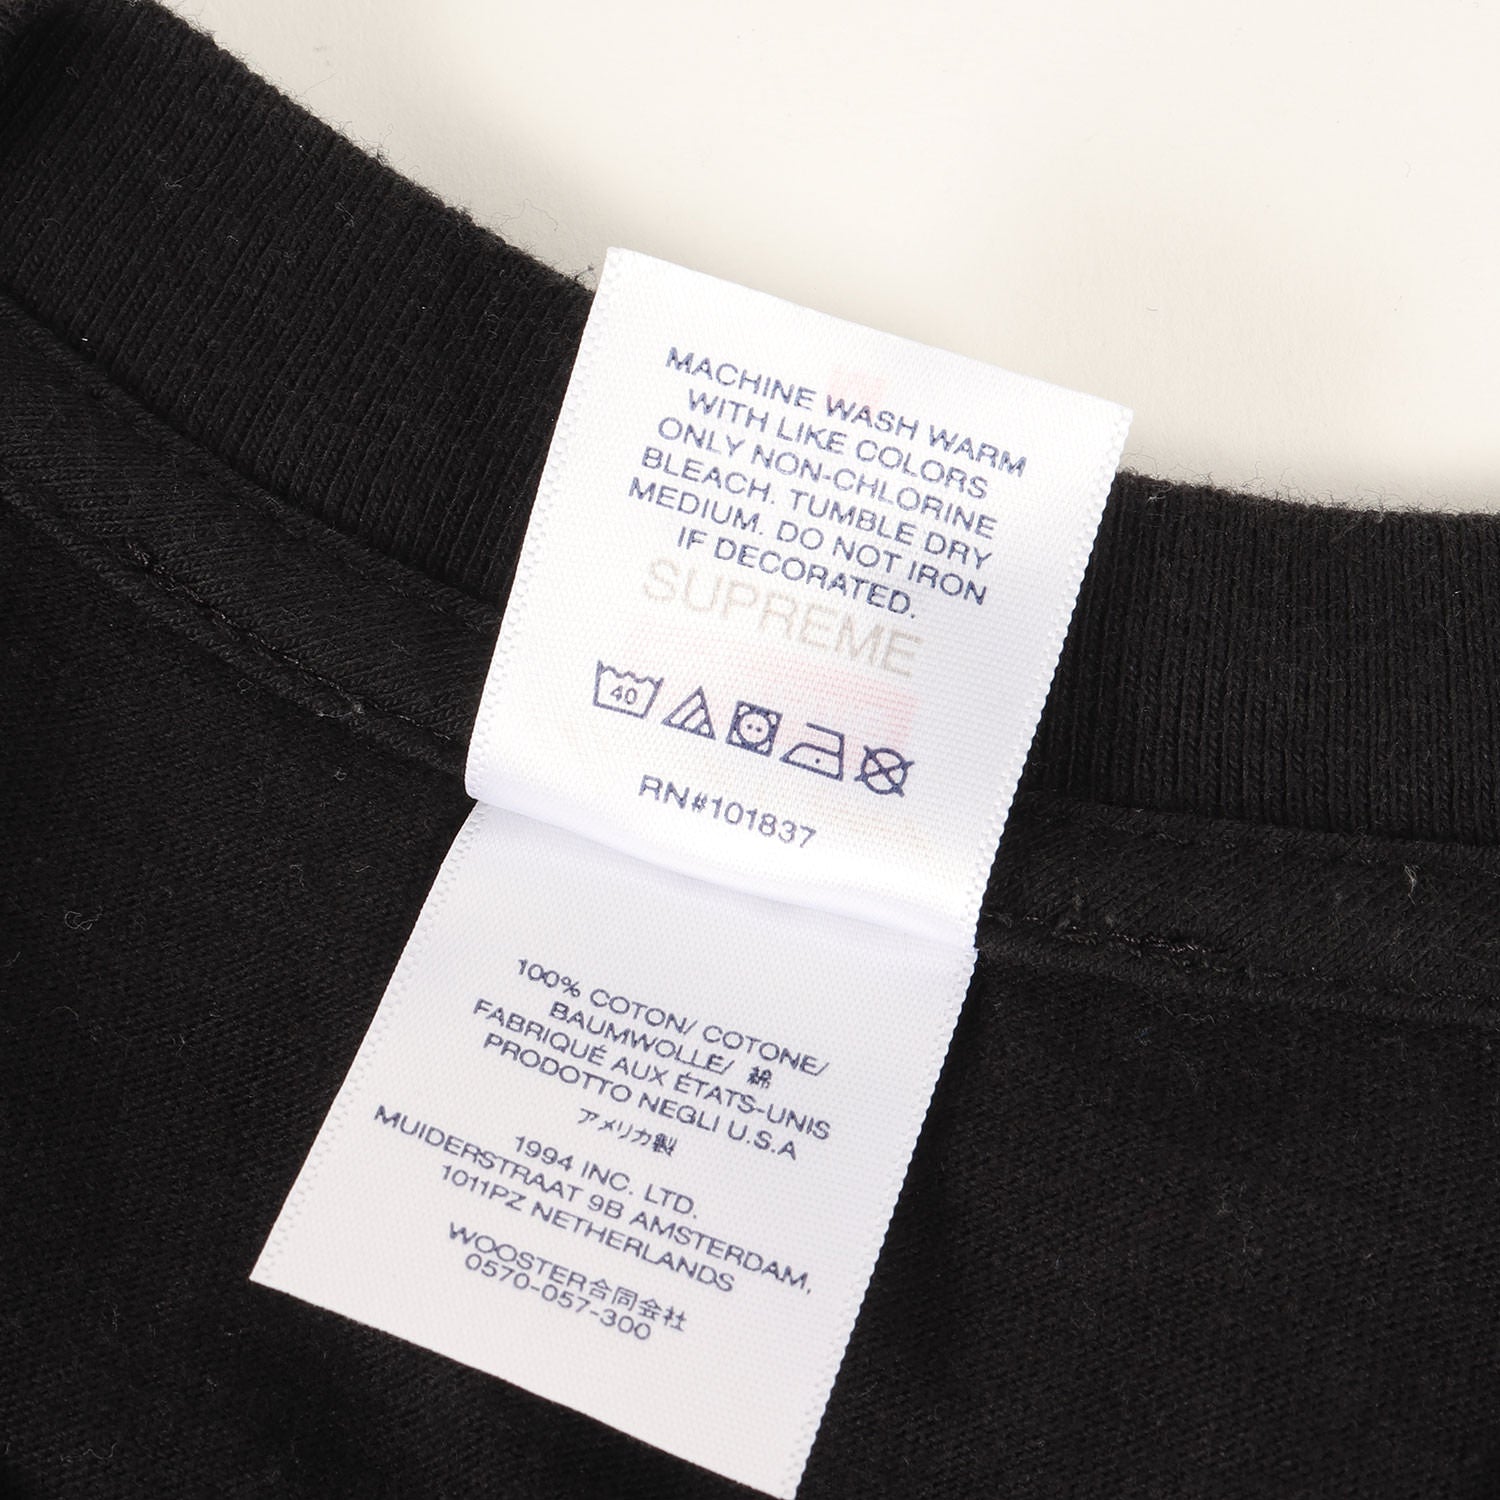 MACHINE WASH WARM
WITH LIKE COLORS
ONLY NON-CHLORINE
BLEACH. TUMBLE DRY
MEDIUM. DO NOT IRON
IF DECORATED.
SUPREME
40
RN#101837
100% COTON/ COTONE/
BAUMWOLLE/ 綿
FABRIQUÉ AUX ÉTATS-UNIS
PRODOTTO NEGLI U.S.A
アメリカ製
1994 INC. LTD.
MUIDERSTRAAT 9B AMSTERDAM,
1011PZ NETHERLANDS
WOOSTER合同会社
0570-057-300